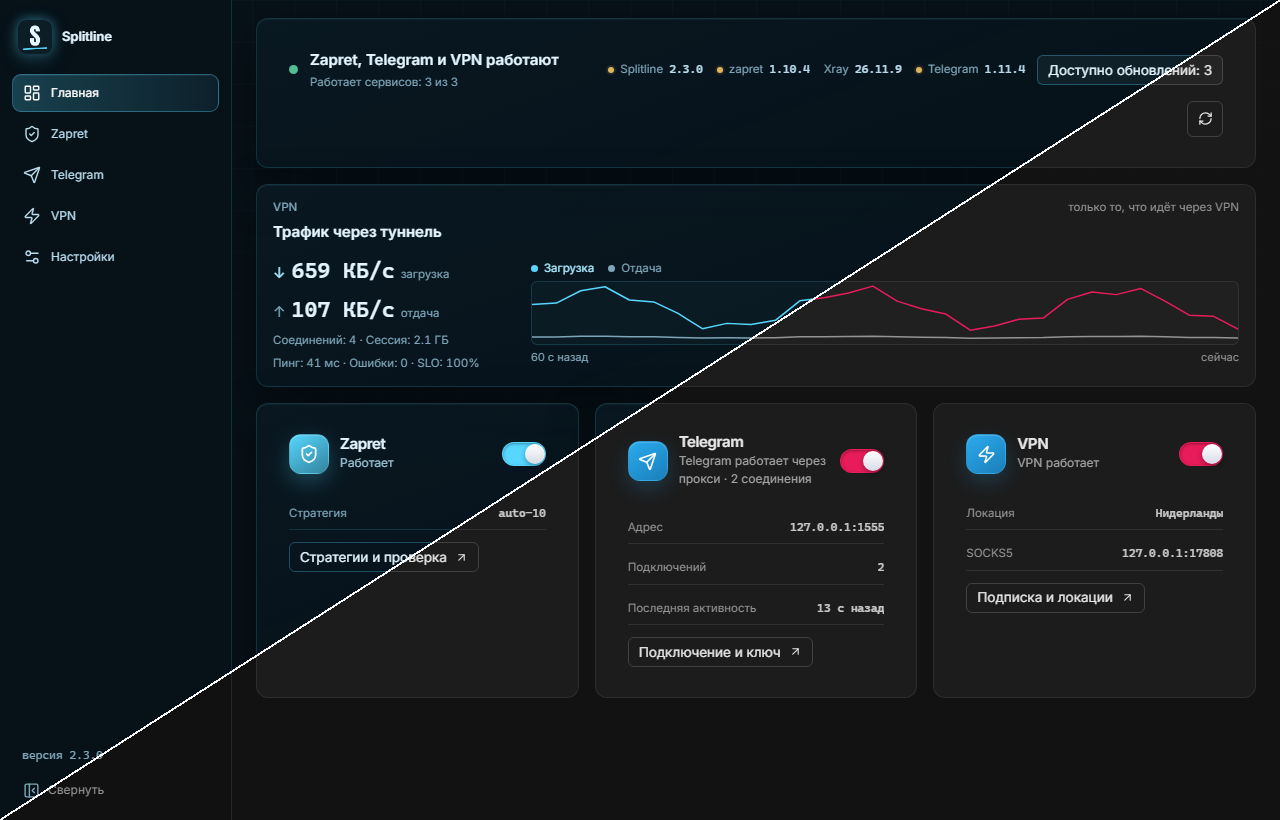 Splitline
Главная
Zapret
Telegram
VPN
Настройки
версия 2.3.0
Свернуть
Zapret, Telegram и VPN работают
Работает сервисов: 3 из 3
Splitline 2.3.0 zapret 1.10.4 Xray 26.11.9 Telegram 1.11.4
Доступно обновлений: 3
VPN
только то, что идёт через VPN
Трафик через туннель
↓ 659 КБ/с загрузка
↑ 107 КБ/с отдача
Соединений: 4 · Сессия: 2.1 ГБ
Пинг: 41 мс · Ошибки: 0 · SLO: 100%
Загрузка Отдача
60 с назад
сейчас
Zapret
Работает
Стратегия auto-10
Стратегии и проверка ↗
Telegram
Telegram работает через
прокси · 2 соединения
Адрес 127.0.0.1:1555
Подключений 2
Последняя активность 13 с назад
Подключение и ключ ↗
VPN
VPN работает
Локация Нидерланды
SOCKS5 127.0.0.1:17808
Подписка и локации ↗